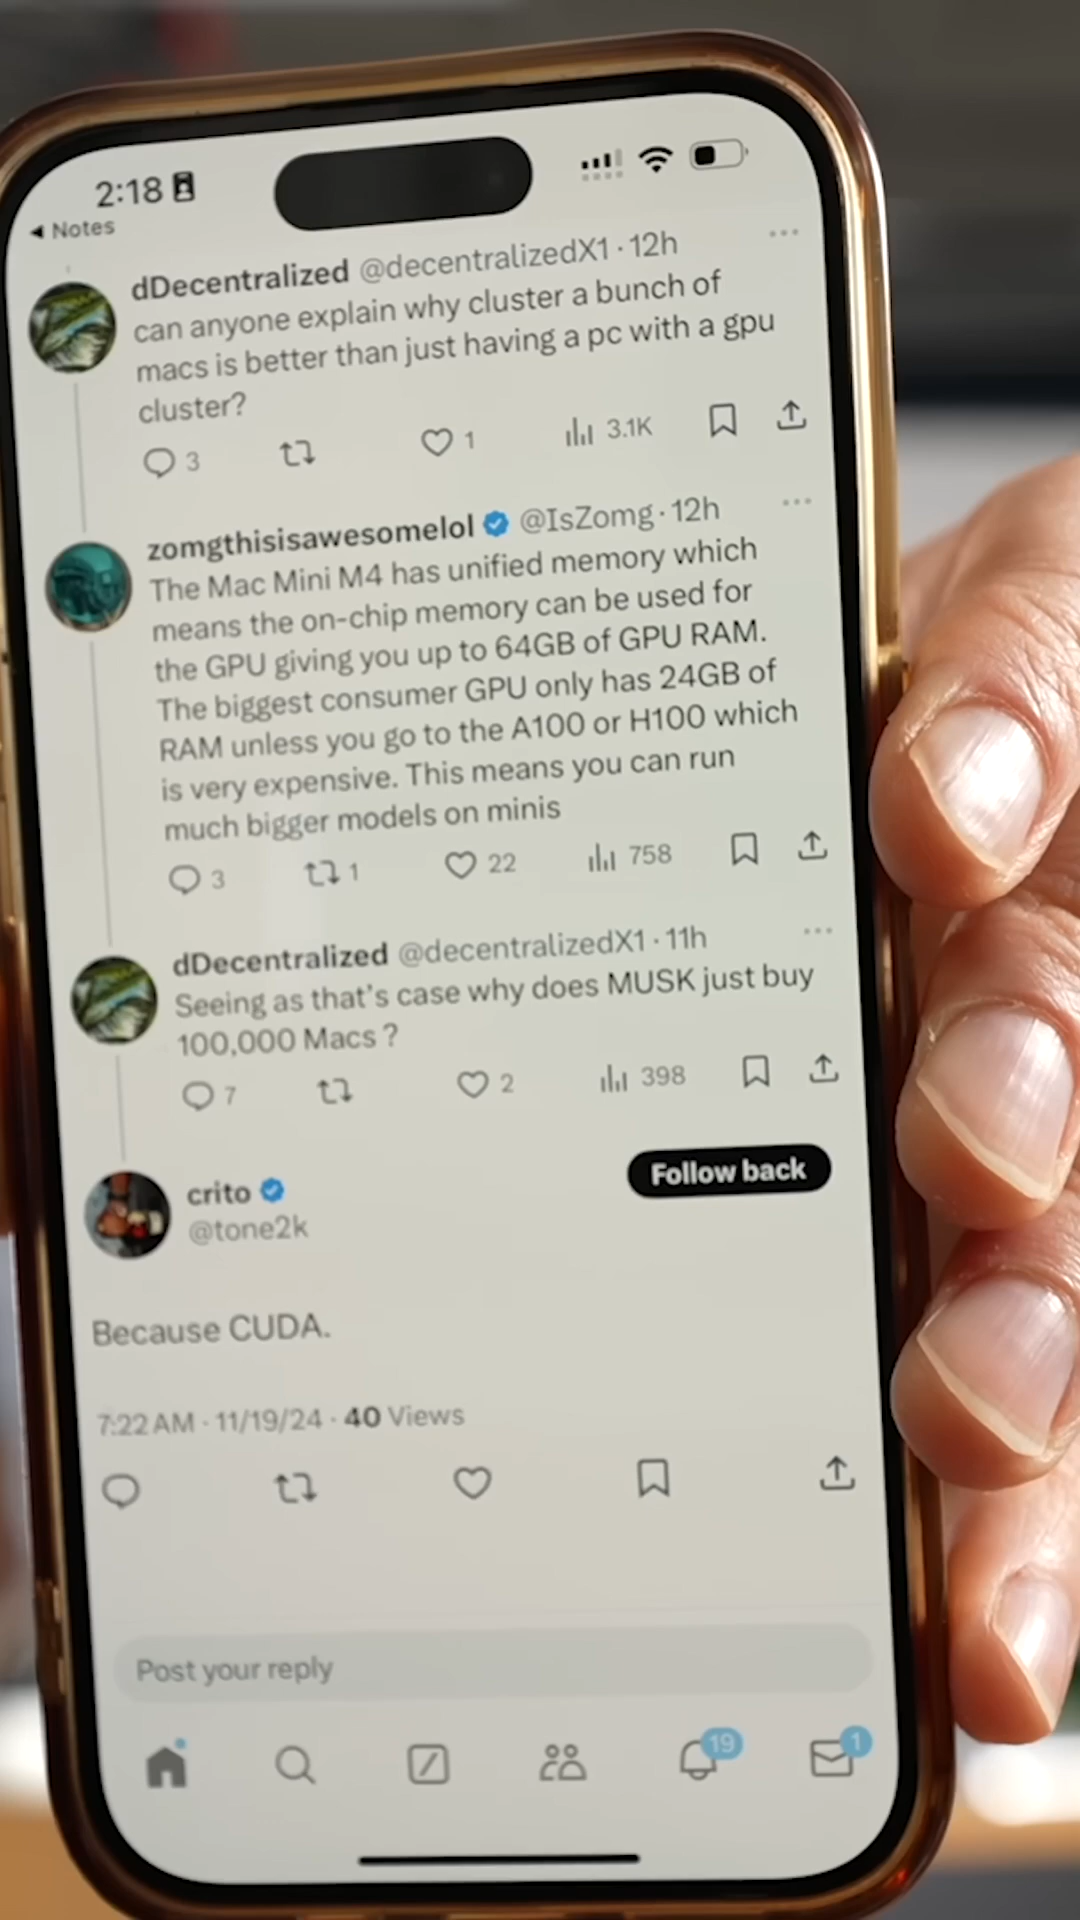 2:18
◀ Notes
dDecentralized @decentralizedX1 · 12h
can anyone explain why cluster a bunch of
macs is better than just having a pc with a gpu
cluster?
3 1 3.1K
zomgthisisawesomelol @IsZomg · 12h
The Mac Mini M4 has unified memory which
means the on-chip memory can be used for
the GPU giving you up to 64GB of GPU RAM.
The biggest consumer GPU only has 24GB of
RAM unless you go to the A100 or H100 which
is very expensive. This means you can run
much bigger models on minis
3 1 22 758
dDecentralized @decentralizedX1 · 11h
Seeing as that's case why does MUSK just buy
100,000 Macs ?
7 2 398
crito
Follow back
@tone2k
Because CUDA.
7:22 AM · 11/19/24 · 40 Views
Post your reply
19 1